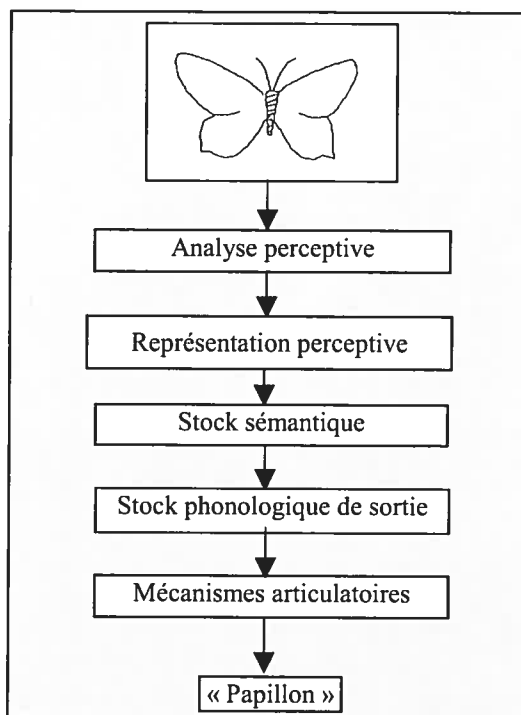 Analyse perceptive
Représentation perceptive
Stock sémantique
Stock phonologique de sortie
Mécanismes articulatoires
« Papillon »